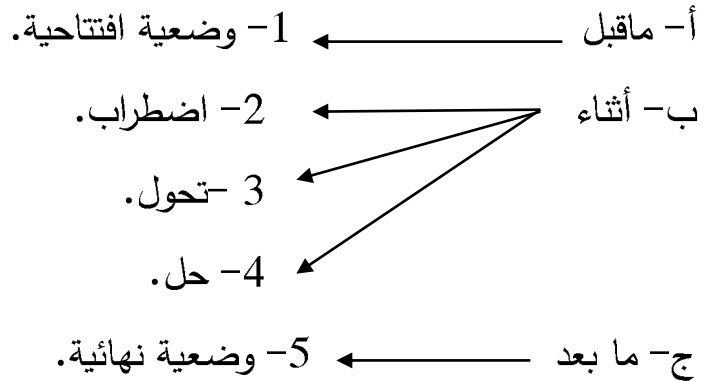 أ- ماقبل 1- وضعية افتتاحية.
ب- أثناء 2- اضطراب.
3 -تحول.
4- حل.
ج- ما بعد 5- وضعية نهائية.